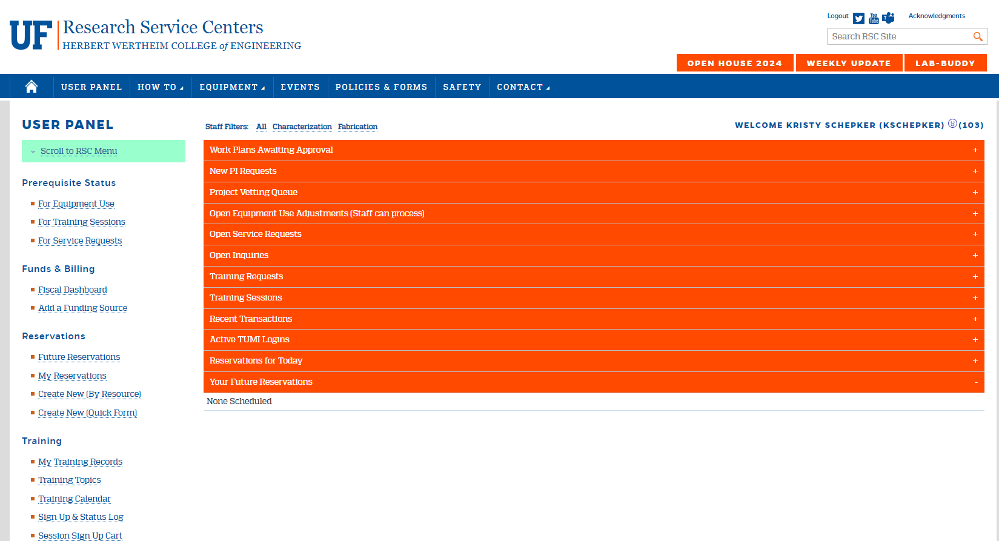 Logout
Acknowledgments
UF
Research Service Centers
HERBERT WERTHEIM COLLEGE of ENGINEERING
You Tube
T
Search RSC Site
OPEN HOUSE 2024
WEEKLY UPDATE
LAB-BUDDY
USER PANEL
HOW TO
EQUIPMENT
EVENTS
POLICIES & FORMS
SAFETY
CONTACT
USER PANEL
Scroll to RSC Menu
Prerequisite Status
For Equipment Use
For Training Sessions
For Service Requests
Funds & Billing
Fiscal Dashboard
Add a Funding Source
Reservations
Future Reservations
My Reservations
Create New (By Resource)
Create New (Quick Form)
Training
My Training Records
Training Topics
Training Calendar
Sign Up & Status Log
Session Sign Up Cart
Staff Filters: All Characterization Fabrication
WELCOME KRISTY SCHEPKER (KSCHEPKER) (103)
Work Plans Awaiting Approval +
New PI Requests +
Project Vetting Queue +
Open Equipment Use Adjustments (Staff can process) +
Open Service Requests +
Open Inquiries +
Training Requests +
Training Sessions +
Recent Transactions +
Active TUMI Logins +
Reservations for Today +
Your Future Reservations -
None Scheduled